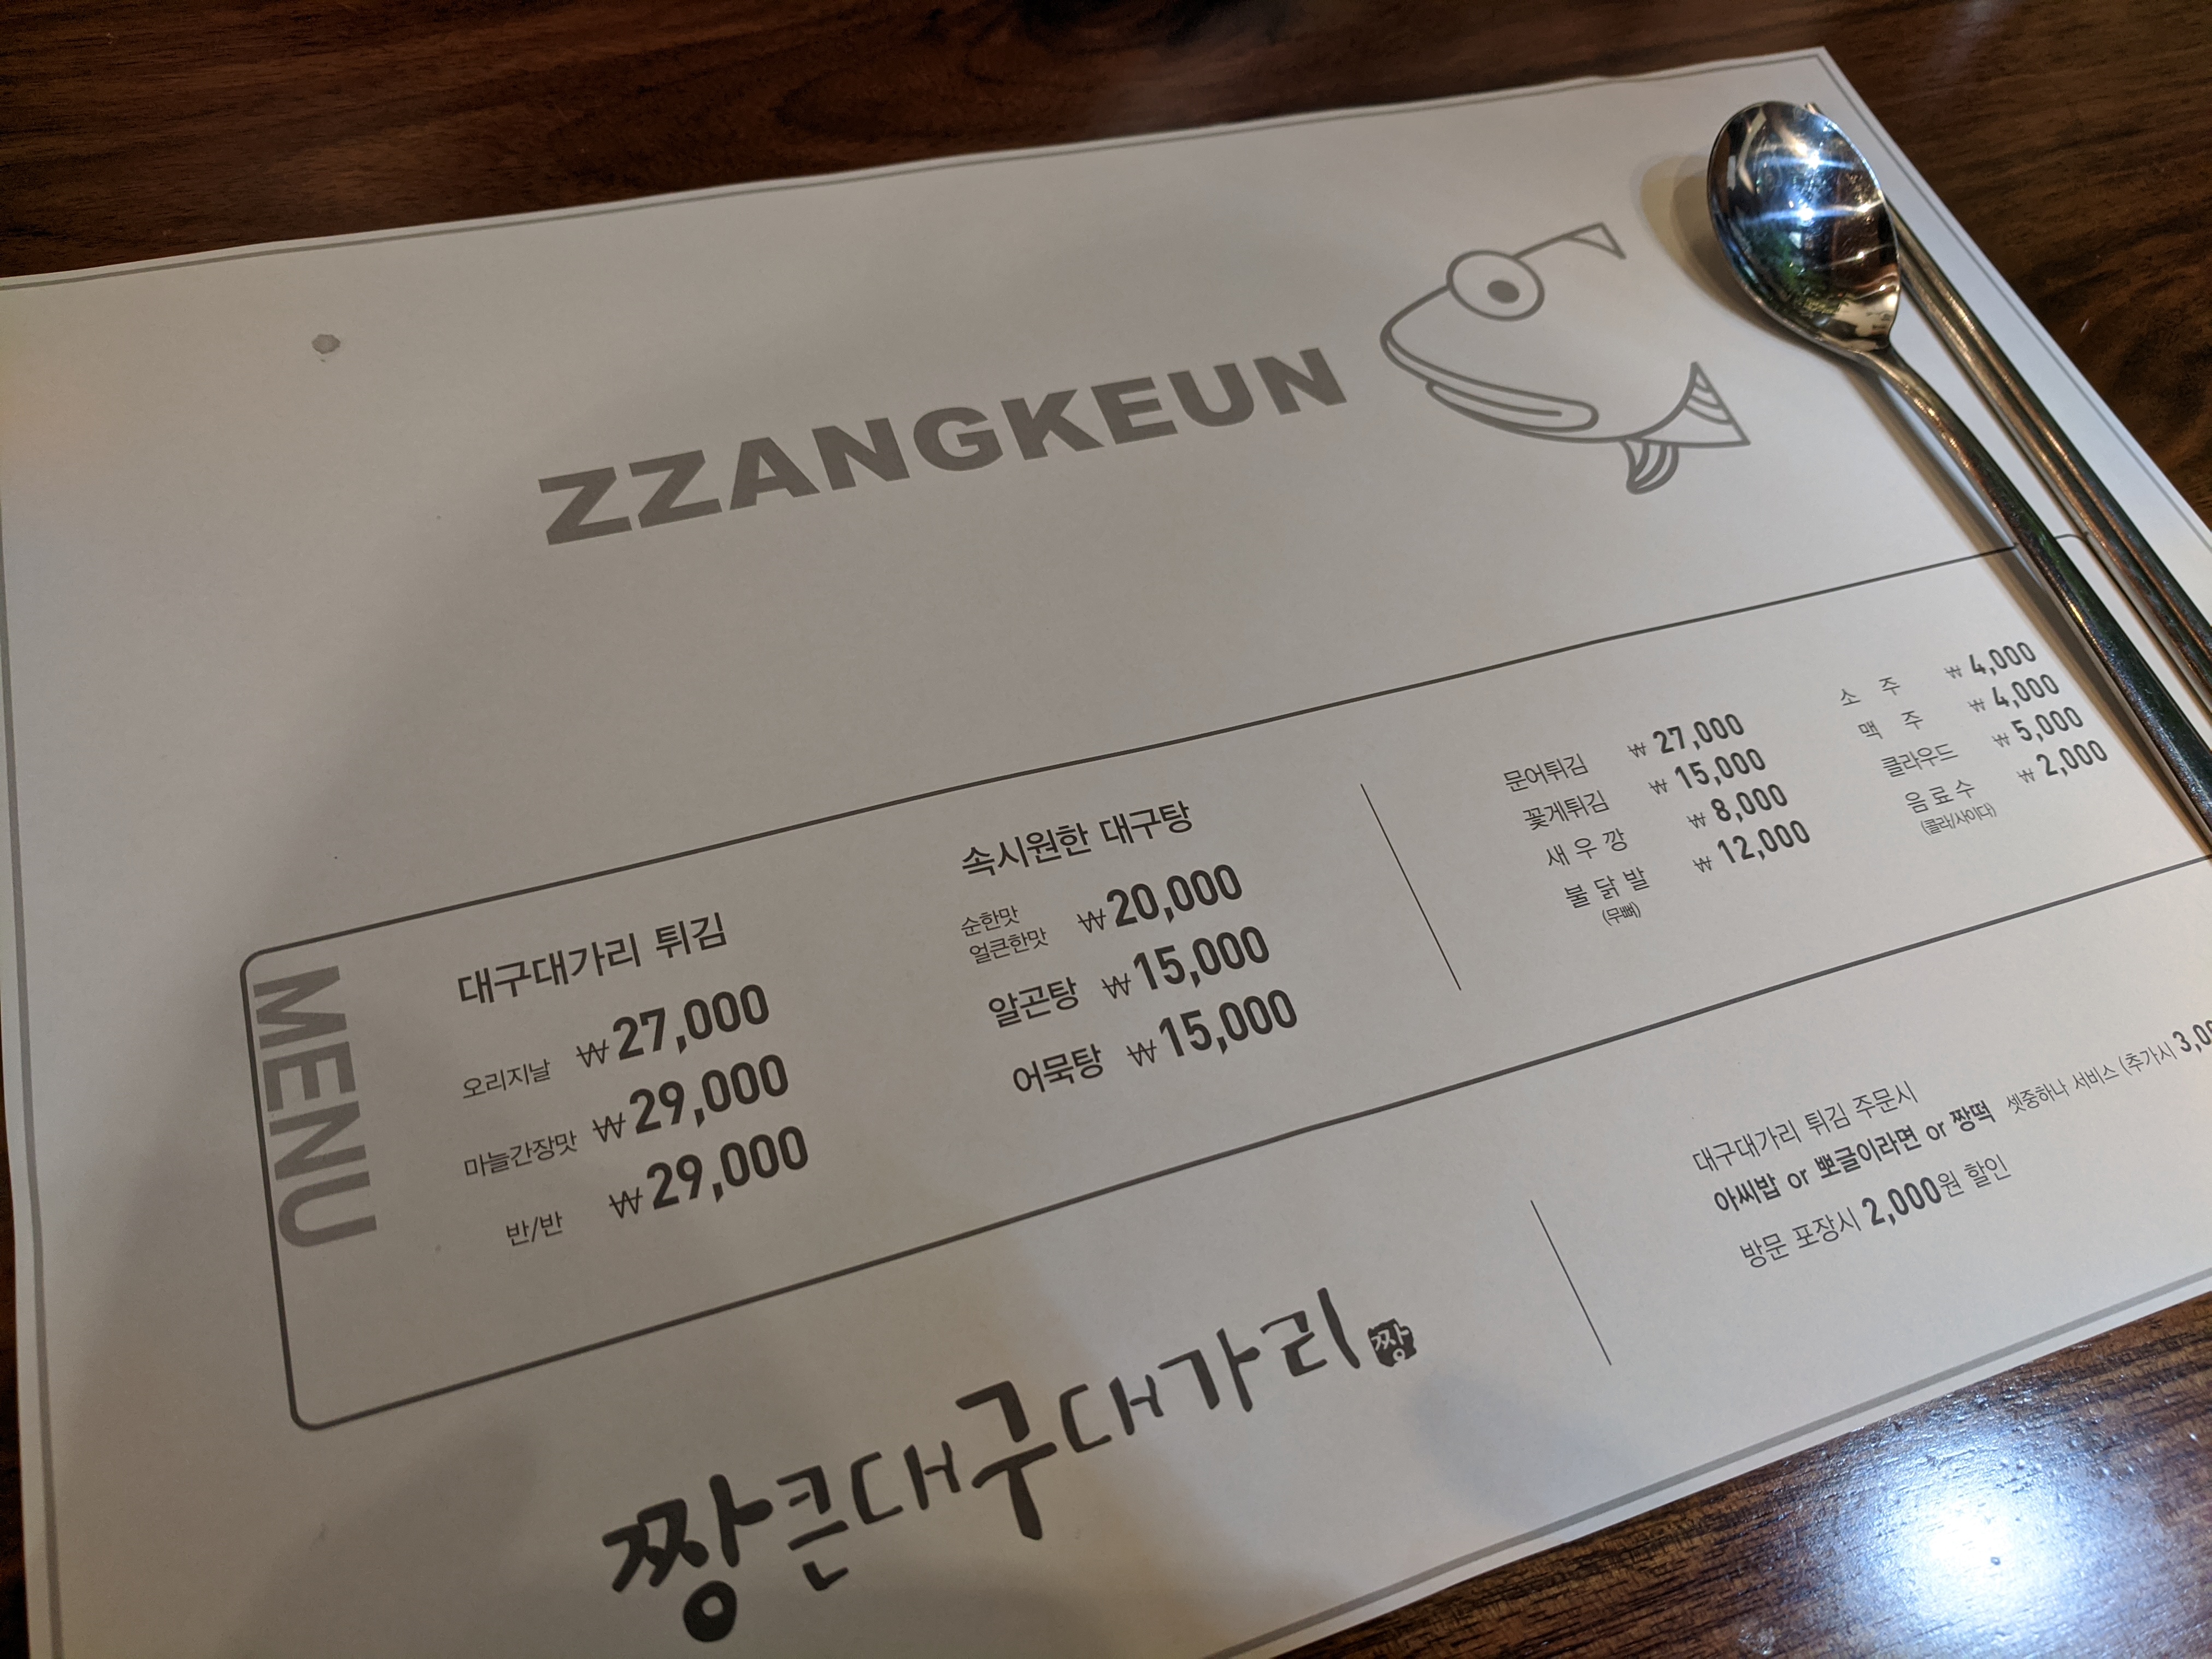 ZZANGKEUN
MENU
대구대가리 튀김
오리지날 ₩27,000
마늘간장맛 ₩29,000
반/반 ₩29,000
속시원한 대구탕
순한맛
얼큰한맛 ₩20,000
알곤탕 ₩15,000
어묵탕 ₩15,000
문어튀김 ₩27,000
꽃게튀김 ₩15,000
새우깡 ₩8,000
불닭발 ₩12,000
(무뼈)
소 주 ₩4,000
맥 주 ₩4,000
클라우드 ₩5,000
음료수 ₩2,000
(콜라/사이다)
짱큰대구대가리 짱
대구대가리 튀김 주문시
아씨밥 or 뽀글이라면 or 짱떡 셋중하나 서비스 (추가시
방문 포장시 2,000원 할인